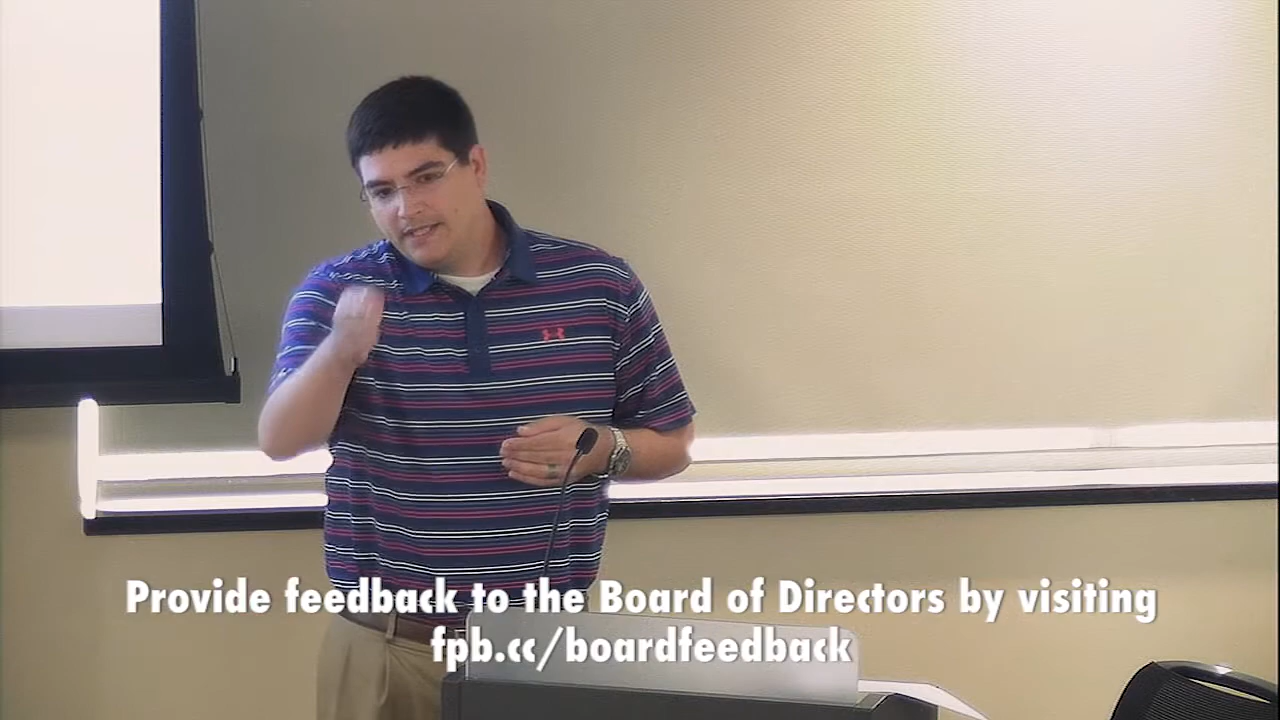 Provide feedback to the Board of Directors by visiting
fpb.cc/boardfeedback